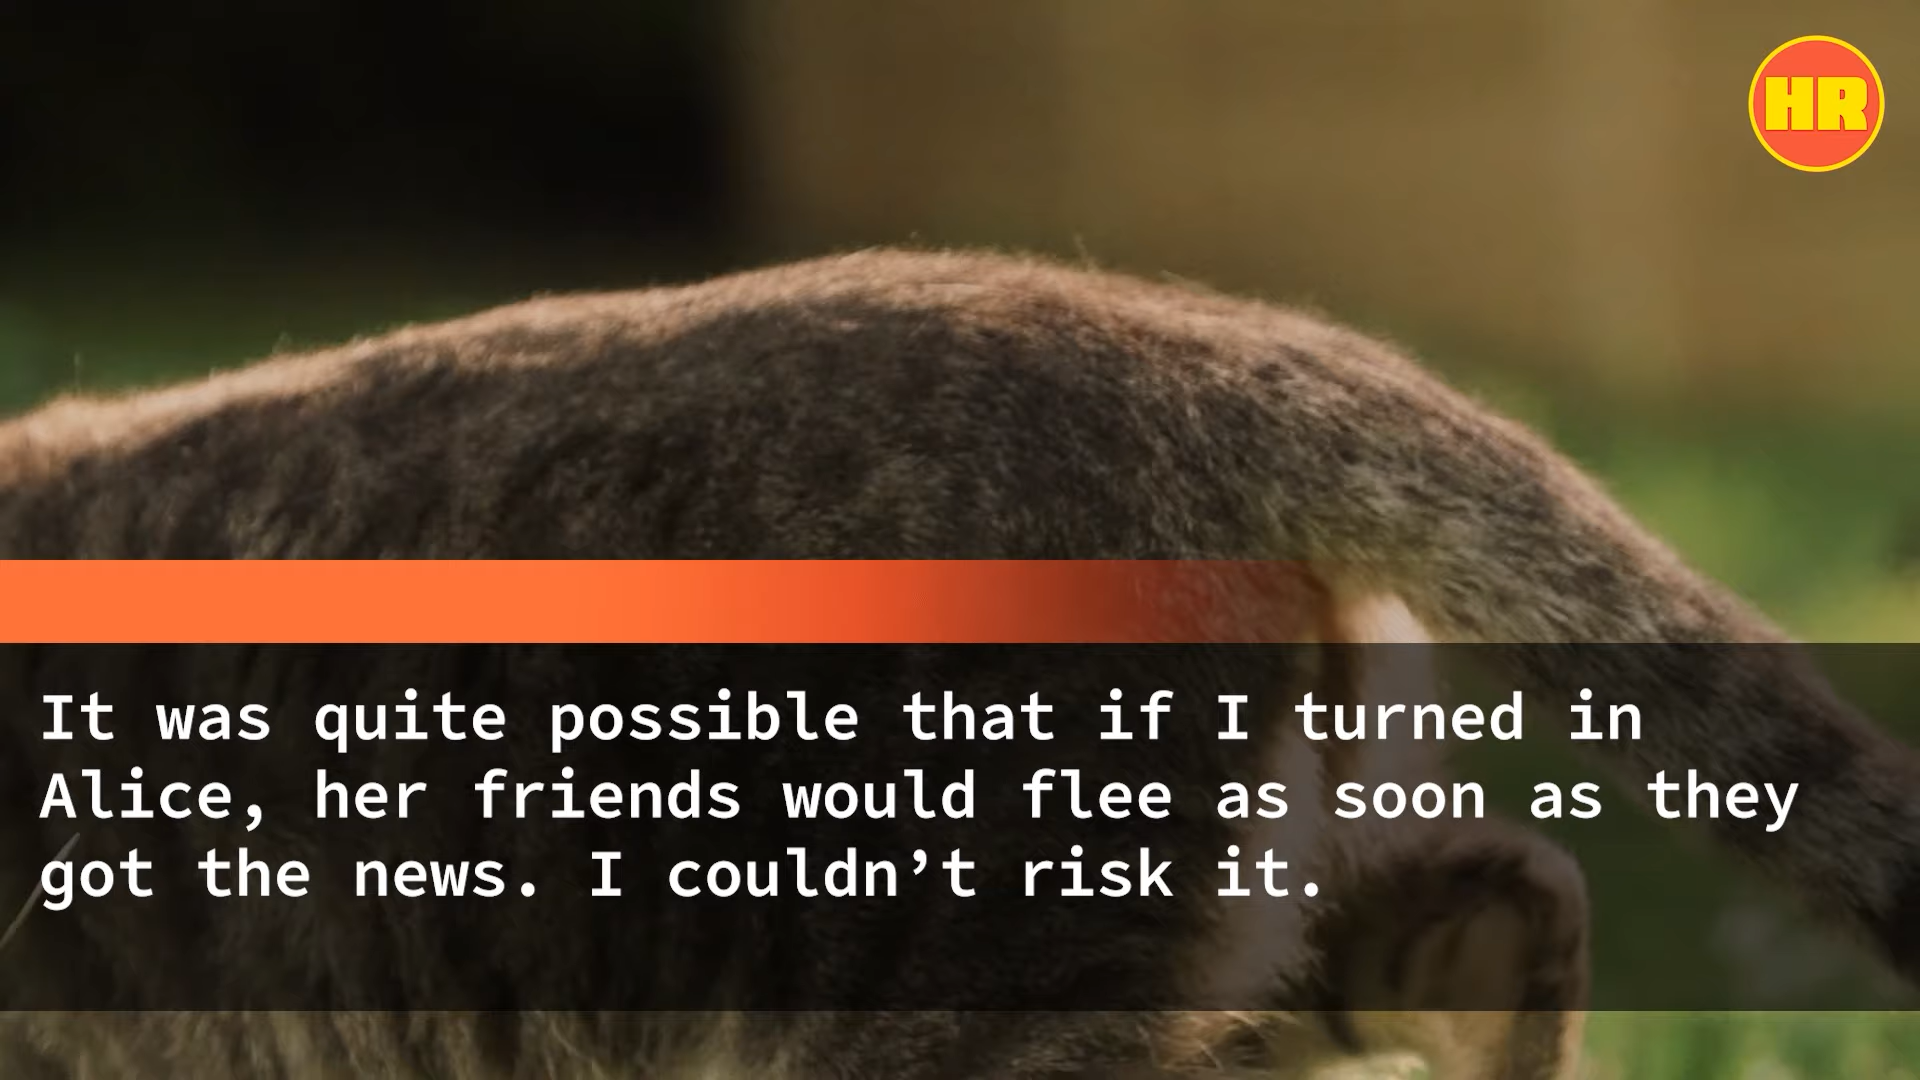 HR
It was quite possible that if I turned in
Alice, her friends would flee as soon as they
got the news. I couldn’t risk it.